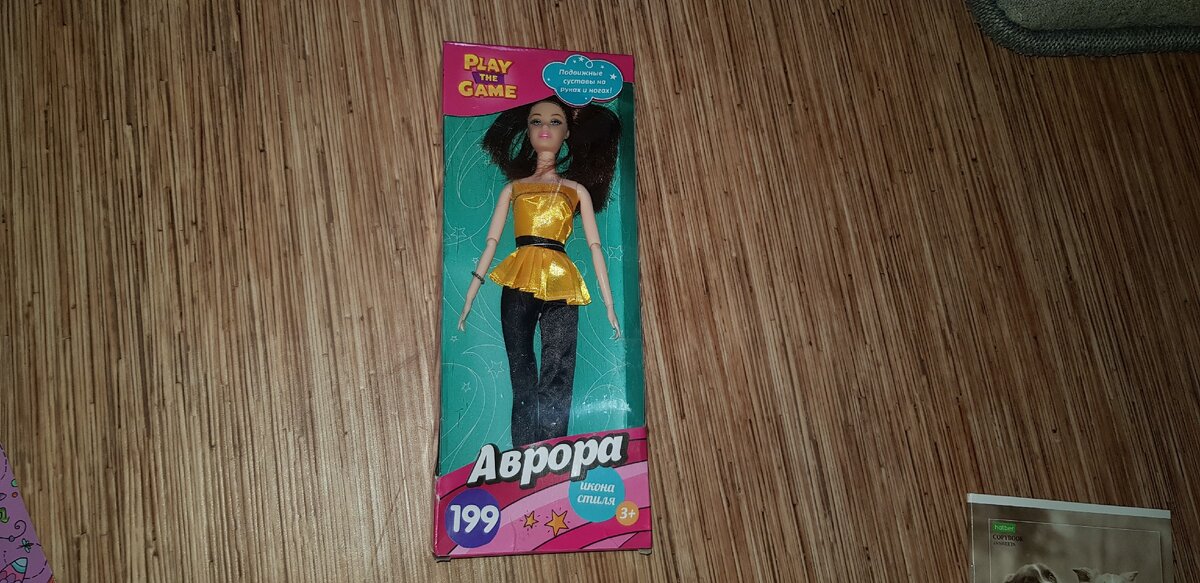 PLAY
THE
GAME
Подвижные
суставы на
руках и ногах!
Аврора
икона
стиля
199
3+
hatber
COPYBOOK